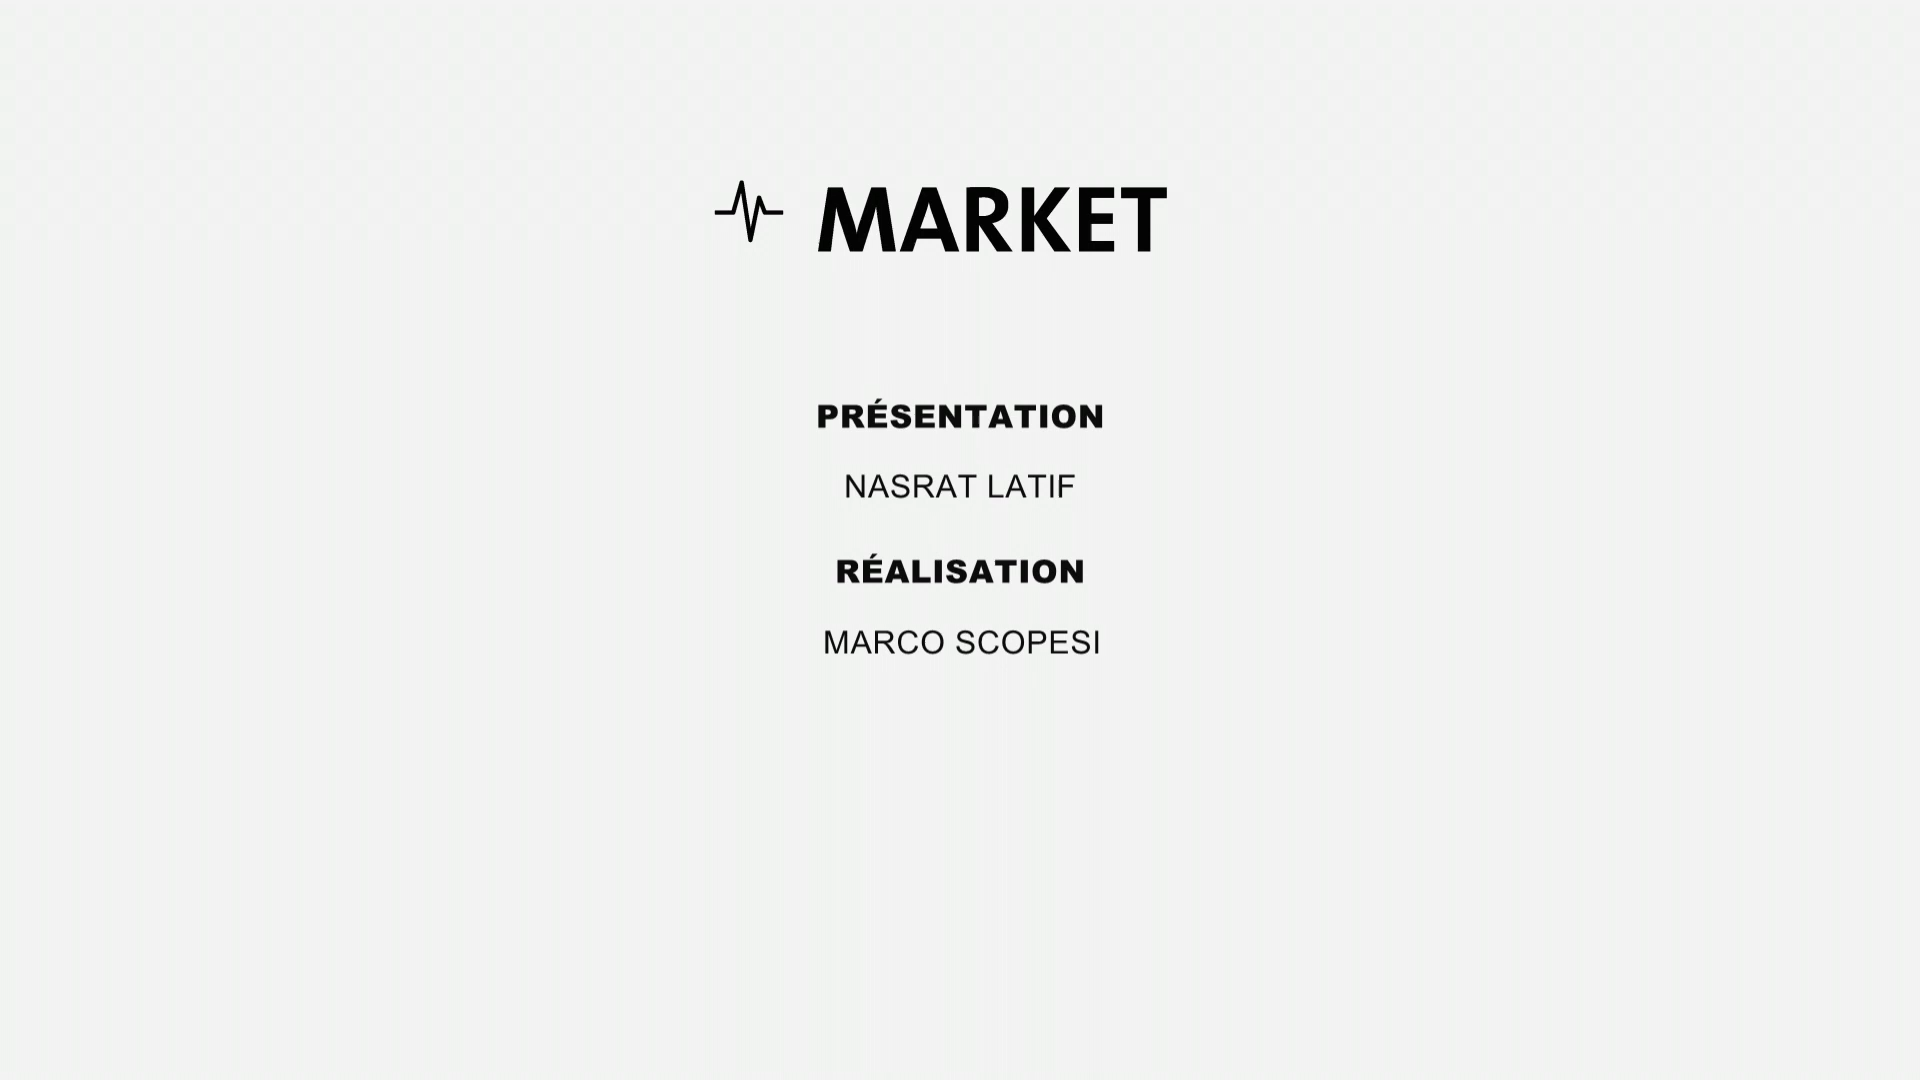 MARKET
PRÉSENTATION
NASRAT LATIF
RÉALISATION
MARCO SCOPESI